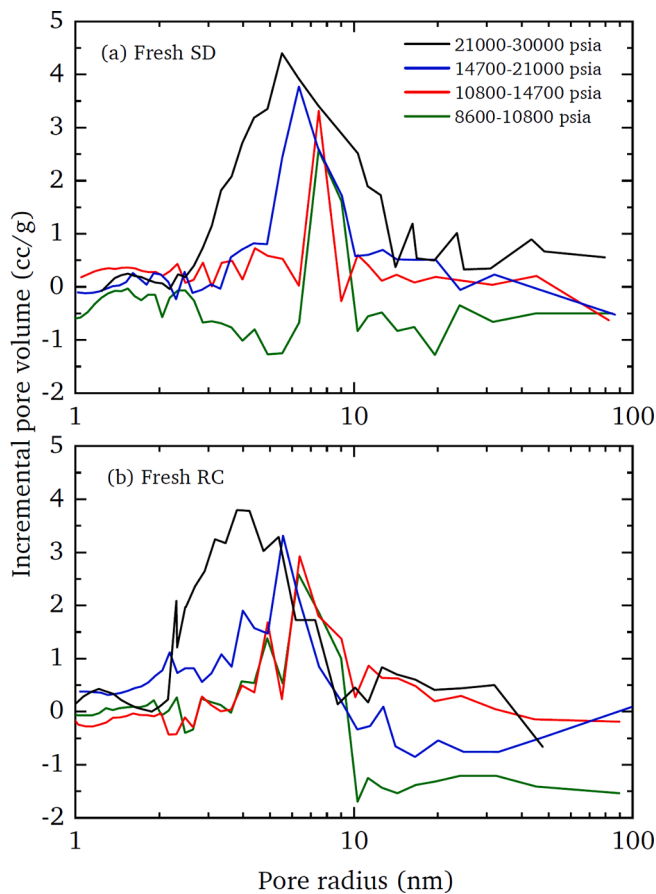 5
4
3
2
1
0
-1
-2
(a) Fresh SD
21000-30000 psia
14700-21000 psia
10800-14700 psia
8600-10800 psia
1
10
100
Incremental pore volume (cc/g)
5
4
3
2
1
0
-1
-2
(b) Fresh RC
1
10
100
Pore radius (nm)